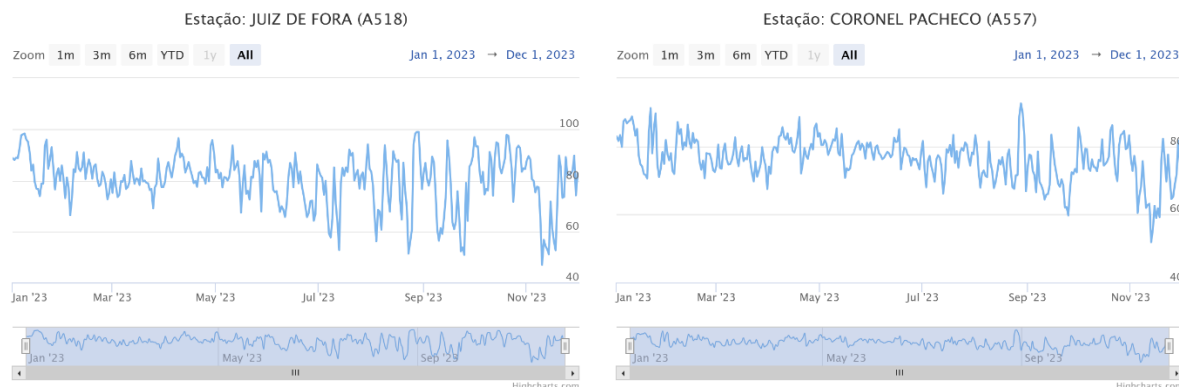 Estação: JUIZ DE FORA (A518)
Zoom 1m 3m 6m YTD 1y All Jan 1, 2023 → Dec 1, 2023
100
80
60
40
Jan '23 Mar '23 May '23 Jul '23 Sep '23 Nov '23
Jan '23 May '23 Sep '23
Highcharts.com
Estação: CORONEL PACHECO (A557)
Zoom 1m 3m 6m YTD 1y All Jan 1, 2023 → Dec 1, 2023
80
60
40
Jan '23 Mar '23 May '23 Jul '23 Sep '23 Nov '23
Jan '23 May '23 Sep '23
Highcharts.com